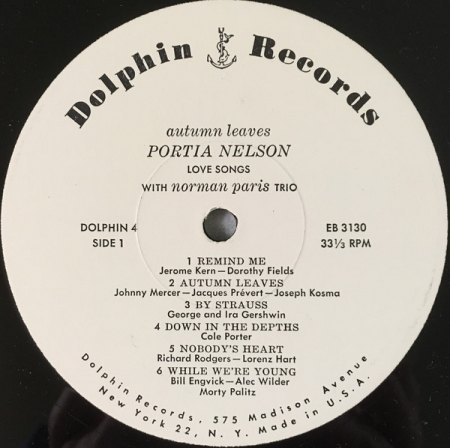 Dolphin Records
autumn leaves
PORTIA NELSON
LOVE SONGS
WITH norman paris TRIO
DOLPHIN 4
SIDE 1
EB 3130
33⅓ RPM
1 REMIND ME
Jerome Kern—Dorothy Fields
2 AUTUMN LEAVES
Johnny Mercer—Jacques Prévert—Joseph Kosma
3 BY STRAUSS
George and Ira Gershwin
4 DOWN IN THE DEPTHS
Cole Porter
5 NOBODY'S HEART
Richard Rodgers—Lorenz Hart
6 WHILE WE'RE YOUNG
Bill Engvick—Alec Wilder
Morty Palitz
Dolphin Records, 575 Madison Avenue
New York 22, N. Y. Made in U.S.A.